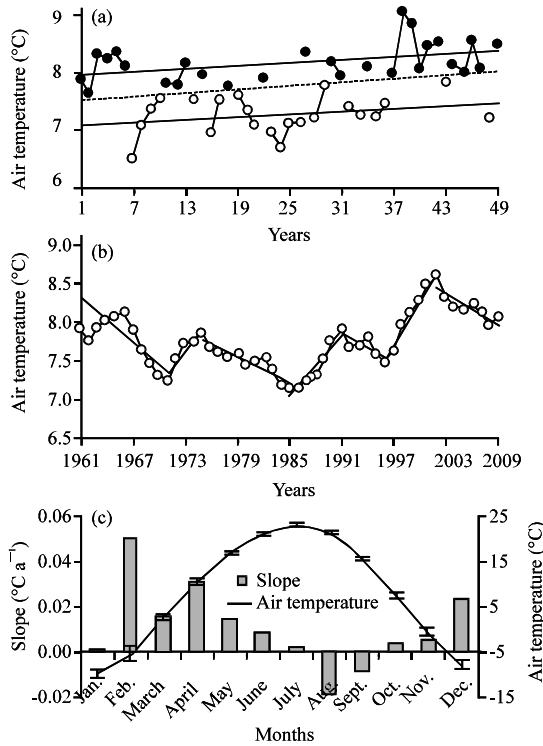 (a)
Air temperature (°C)
9
8
7
6
1 7 13 19 25 31 37 43 49
Years
(b)
Air temperature (°C)
9.0
8.5
8.0
7.5
7.0
6.5
1961 1967 1973 1979 1985 1991 1997 2003 2009
Years
(c)
Slope (°C a⁻¹)
0.06
0.04
0.02
0.00
-0.02
Slope
Air temperature
25
15
5
-5
-15
Air temperature (°C)
Jan. Feb. March April May June July Aug. Sept. Oct. Nov. Dec.
Months